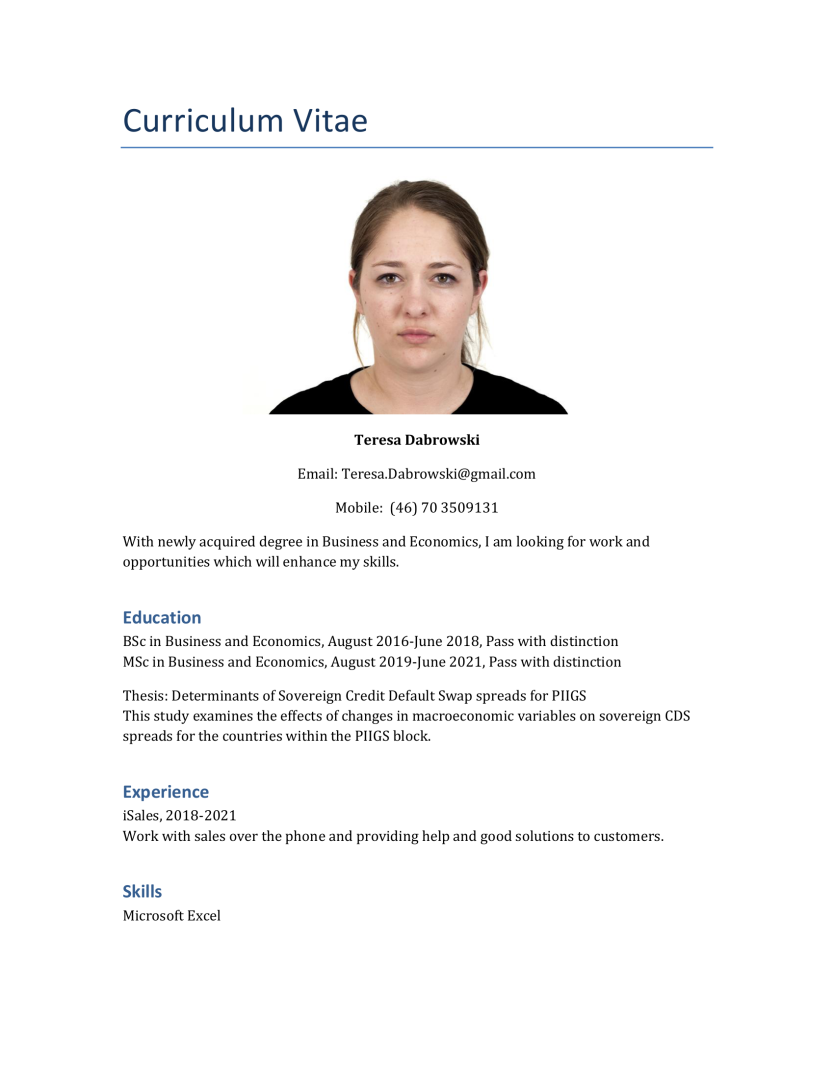 Curriculum Vitae
Teresa Dabrowski
Email: Teresa.Dabrowski@gmail.com
Mobile:  (46) 70 3509131
With newly acquired degree in Business and Economics, I am looking for work and
opportunities which will enhance my skills.
Education
BSc in Business and Economics, August 2016-June 2018, Pass with distinction
MSc in Business and Economics, August 2019-June 2021, Pass with distinction
Thesis: Determinants of Sovereign Credit Default Swap spreads for PIIGS
This study examines the effects of changes in macroeconomic variables on sovereign CDS
spreads for the countries within the PIIGS block.
Experience
iSales, 2018-2021
Work with sales over the phone and providing help and good solutions to customers.
Skills
Microsoft Excel